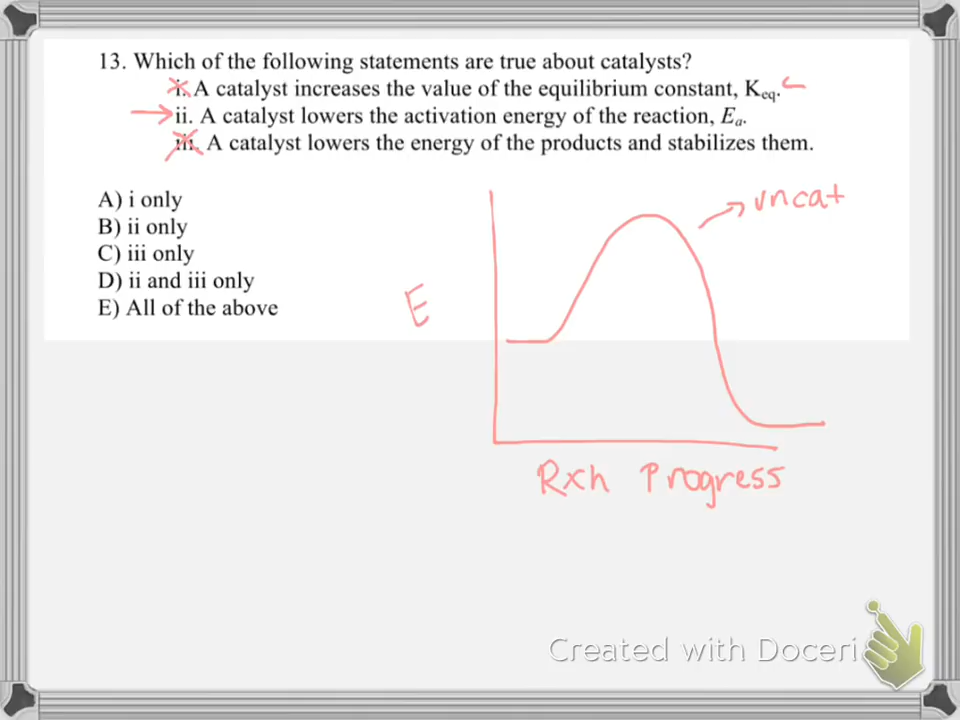 13. Which of the following statements are true about catalysts?
i. A catalyst increases the value of the equilibrium constant, Keq.
ii. A catalyst lowers the activation energy of the reaction, Ea.
iii. A catalyst lowers the energy of the products and stabilizes them.
A) i only
B) ii only
C) iii only
D) ii and iii only
E) All of the above
uncat
E
Rxn Progress
Created with Doceri